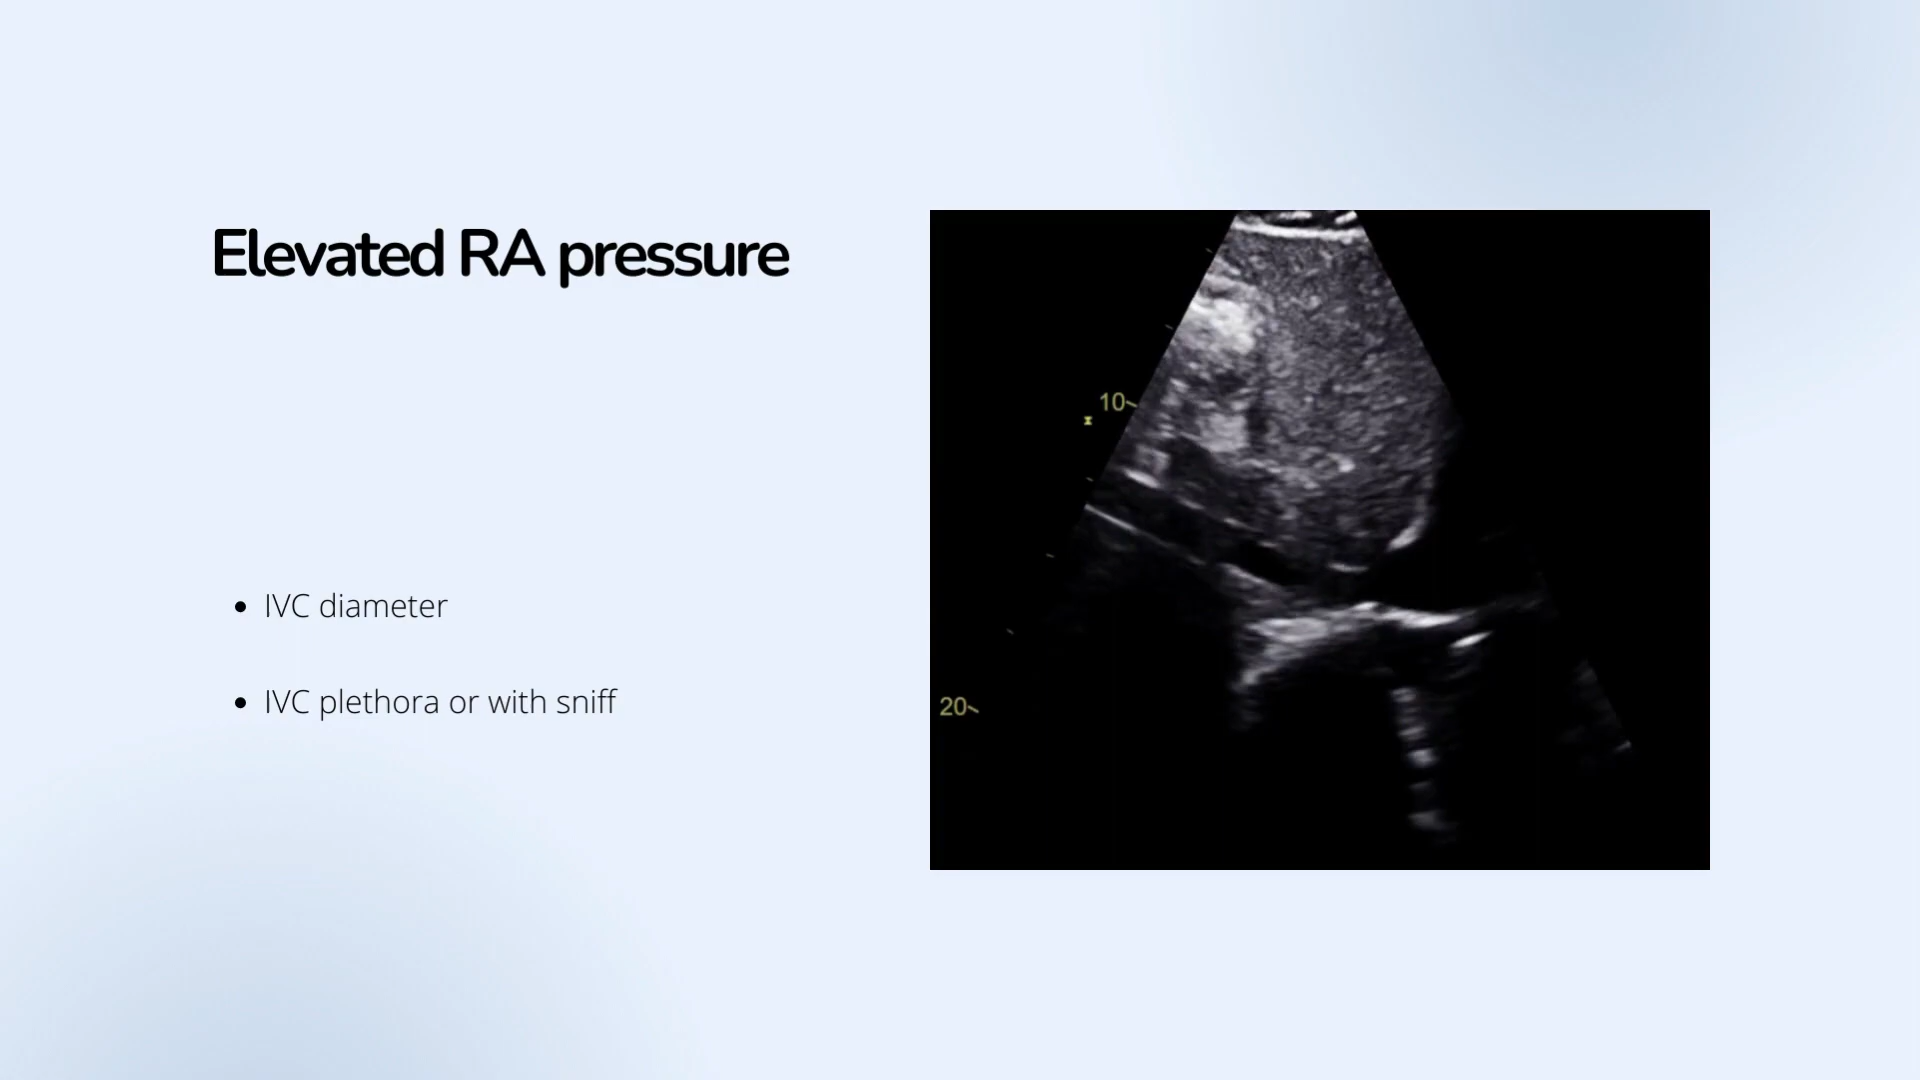 Elevated RA pressure
10
• IVC diameter
• IVC plethora or with sniff
20